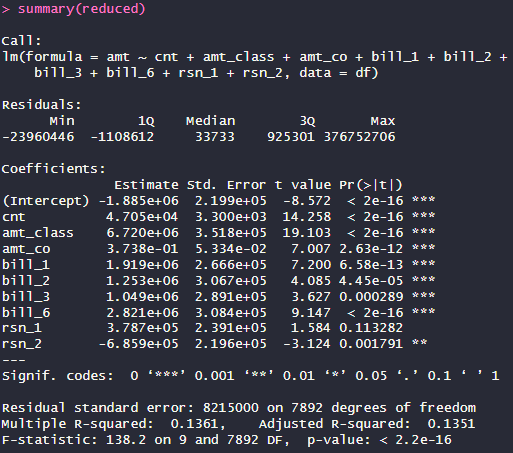 > summary(reduced)

Call:
lm(formula = amt ~ cnt + amt_class + amt_co + bill_1 + bill_2 +
    bill_3 + bill_6 + rsn_1 + rsn_2, data = df)

Residuals:
      Min        1Q    Median        3Q       Max
-23960446  -1108612     33733    925301 376752706

Coefficients:
              Estimate Std. Error t value Pr(>|t|)
(Intercept) -1.885e+06  2.199e+05  -8.572  < 2e-16 ***
cnt          4.705e+04  3.300e+03  14.258  < 2e-16 ***
amt_class    6.720e+06  3.518e+05  19.103  < 2e-16 ***
amt_co       3.738e-01  5.334e-02   7.007 2.63e-12 ***
bill_1       1.919e+06  2.666e+05   7.200 6.58e-13 ***
bill_2       1.253e+06  3.067e+05   4.085 4.45e-05 ***
bill_3       1.049e+06  2.891e+05   3.627 0.000289 ***
bill_6       2.821e+06  3.084e+05   9.147  < 2e-16 ***
rsn_1        3.787e+05  2.391e+05   1.584 0.113282
rsn_2       -6.859e+05  2.196e+05  -3.124 0.001791 **
---
Signif. codes:  0 ‘***’ 0.001 ‘**’ 0.01 ‘*’ 0.05 ‘.’ 0.1 ‘ ’ 1

Residual standard error: 8215000 on 7892 degrees of freedom
Multiple R-squared:  0.1361,    Adjusted R-squared:  0.1351
F-statistic: 138.2 on 9 and 7892 DF,  p-value: < 2.2e-16